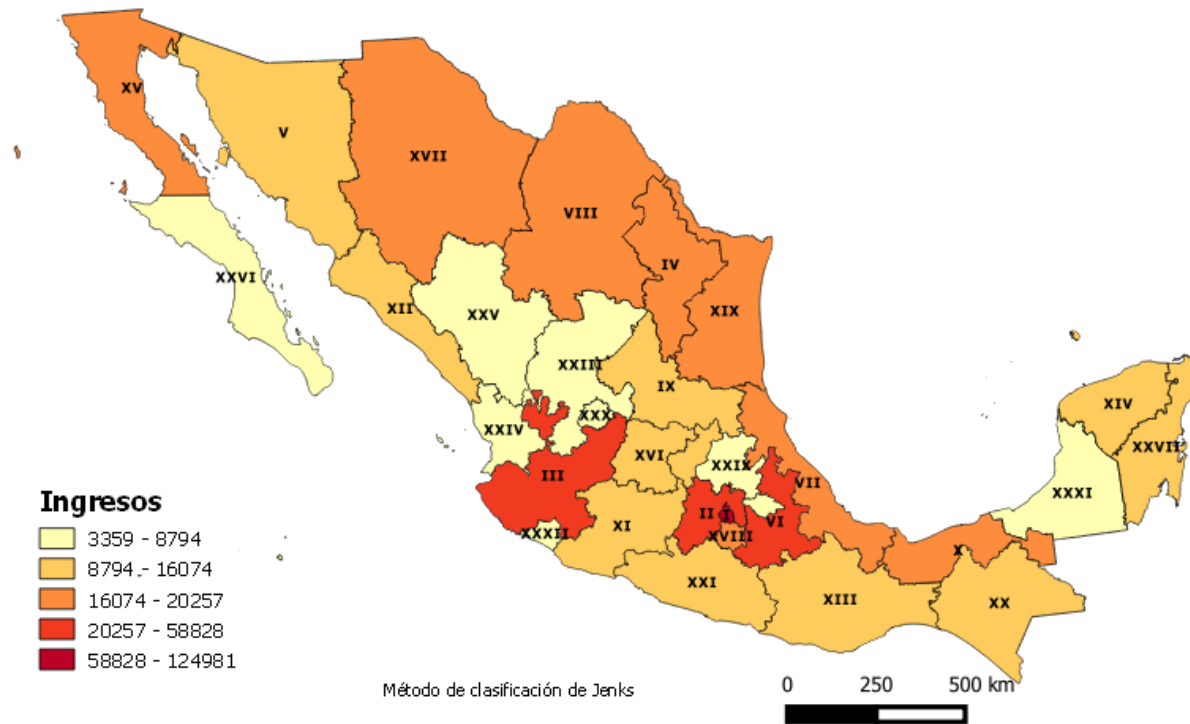 XV
V
XVII
VIII
IV
XIX
XXVI
XII
XXV
XXIII
IX
XXX
XXIV
XIV
XXVII
XVI
XXIX
III
VII
XXXI
II
I
VI
XXXII
XI
XVIII
X
XXI
XIII
XX
Ingresos
3359 - 8794
8794 - 16074
16074 - 20257
20257 - 58828
58828 - 124981
Método de clasificación de Jenks
0 250 500 km